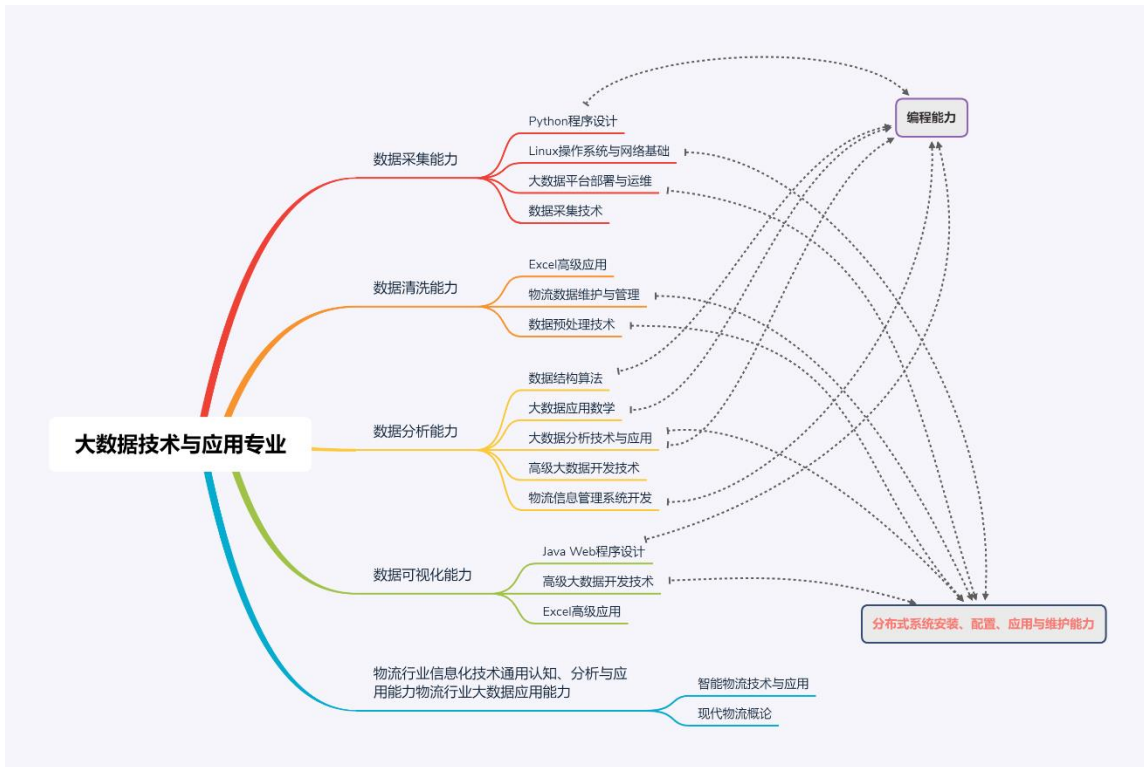 大数据技术与应用专业
数据采集能力
Python程序设计
Linux操作系统与网络基础
大数据平台部署与运维
数据采集技术
数据清洗能力
Excel高级应用
物流数据维护与管理
数据预处理技术
数据分析能力
数据结构算法
大数据应用数学
大数据分析技术与应用
高级大数据开发技术
物流信息管理系统开发
数据可视化能力
Java Web程序设计
高级大数据开发技术
Excel高级应用
物流行业信息化技术通用认知、分析与应
用能力物流行业大数据应用能力
智能物流技术与应用
现代物流概论
编程能力
分布式系统安装、配置、应用与维护能力